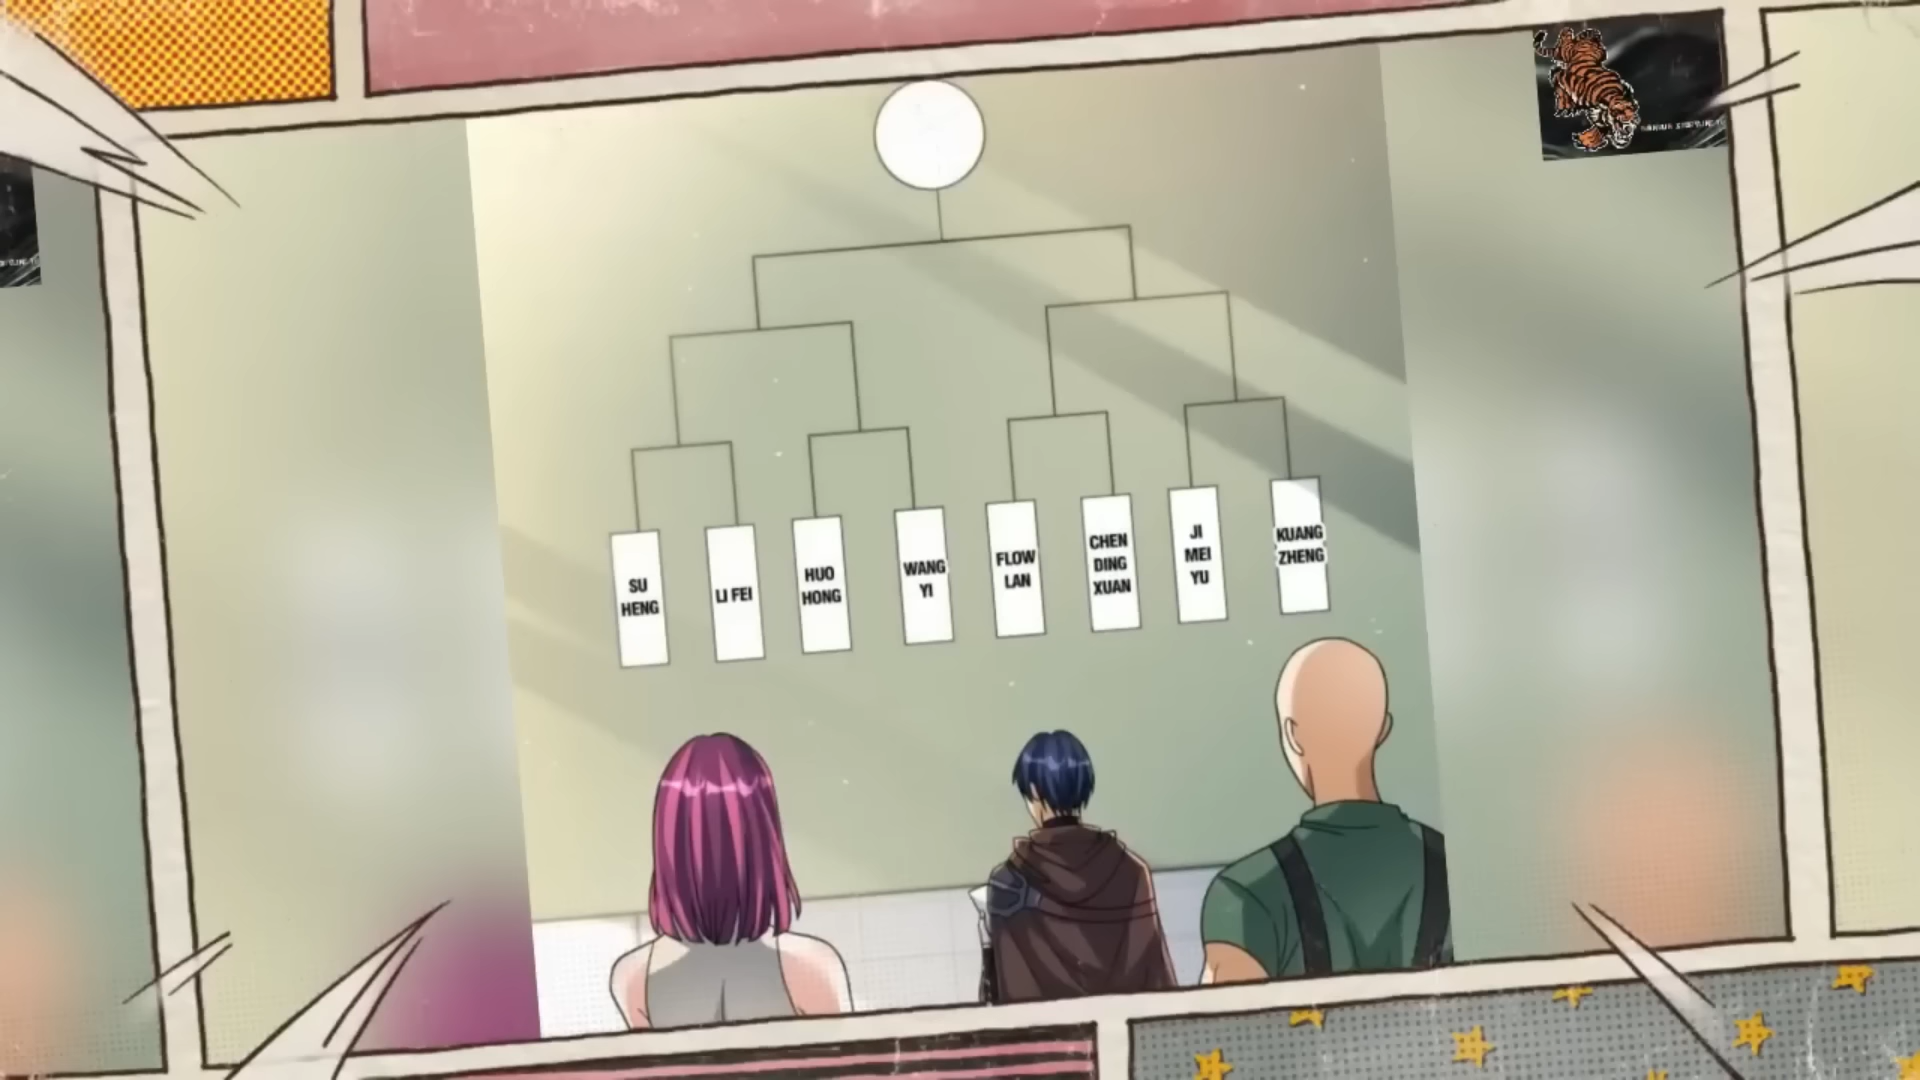 SU
HENG
LI FEI
HUO
HONG
WANG
YI
FLOW
LAN
CHEN
DING
XUAN
JI
MEI
YU
KUANG
ZHENG